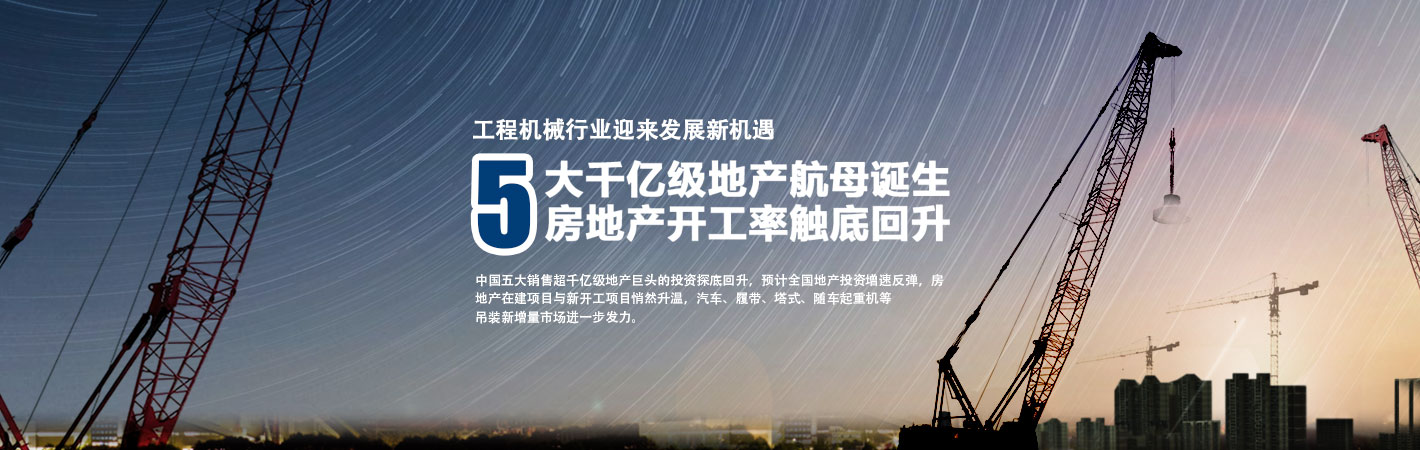 工程机械行业迎来发展新机遇
5大千亿级地产航母诞生
房地产开工率触底回升
中国五大销售超千亿级地产巨头的投资探底回升，预计全国地产投资增速反弹，房
地产在建项目与新开工项目悄然升温，汽车、履带、塔式、随车起重机等
吊装新增量市场进一步发力。